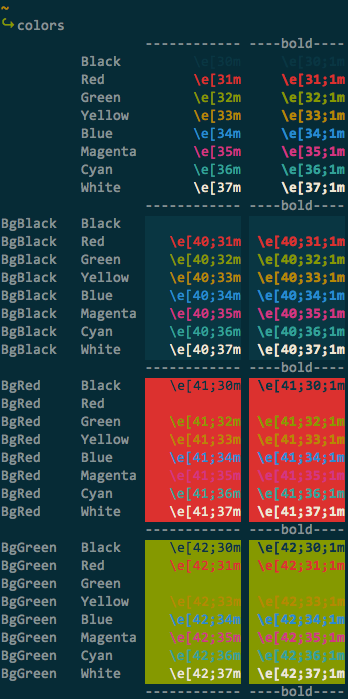 ~
↪ colors
-------------bold----
Black \e[30m \e[30;1m
Red \e[31m \e[31;1m
Green \e[32m \e[32;1m
Yellow \e[33m \e[33;1m
Blue \e[34m \e[34;1m
Magenta \e[35m \e[35;1m
Cyan \e[36m \e[36;1m
White \e[37m \e[37;1m
------------ ----bold----
BgBlack Black
BgBlack Red \e[40;31m \e[40;31;1m
BgBlack Green \e[40;32m \e[40;32;1m
BgBlack Yellow \e[40;33m \e[40;33;1m
BgBlack Blue \e[40;34m \e[40;34;1m
BgBlack Magenta \e[40;35m \e[40;35;1m
BgBlack Cyan \e[40;36m \e[40;36;1m
BgBlack White \e[40;37m \e[40;37;1m
------------ ----bold----
BgRed Black \e[41;30m \e[41;30;1m
BgRed Red
BgRed Green \e[41;32m \e[41;32;1m
BgRed Yellow \e[41;33m \e[41;33;1m
BgRed Blue \e[41;34m \e[41;34;1m
BgRed Magenta \e[41;35m \e[41;35;1m
BgRed Cyan \e[41;36m \e[41;36;1m
BgRed White \e[41;37m \e[41;37;1m
------------ ----bold----
BgGreen Black \e[42;30m \e[42;30;1m
BgGreen Red \e[42;31m \e[42;31;1m
BgGreen Green
BgGreen Yellow \e[42;33m \e[42;33;1m
BgGreen Blue \e[42;34m \e[42;34;1m
BgGreen Magenta \e[42;35m \e[42;35;1m
BgGreen Cyan \e[42;36m \e[42;36;1m
BgGreen White \e[42;37m \e[42;37;1m
------------ ----bold----